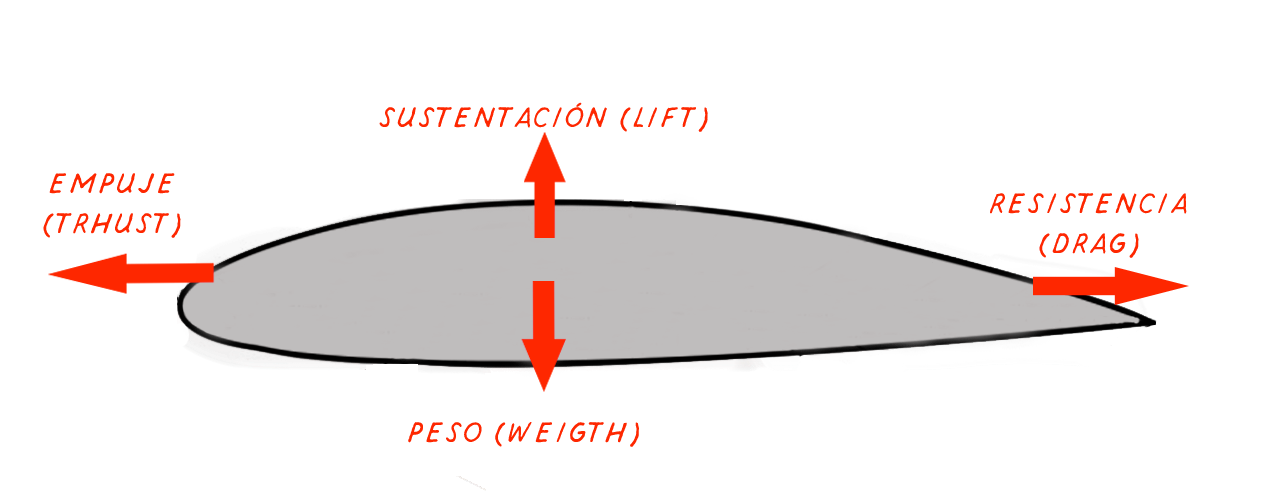 SUSTENTACIÓN (LIFT)
EMPUJE
(TRHUST)
RESISTENCIA
(DRAG)
PESO (WEIGTH)